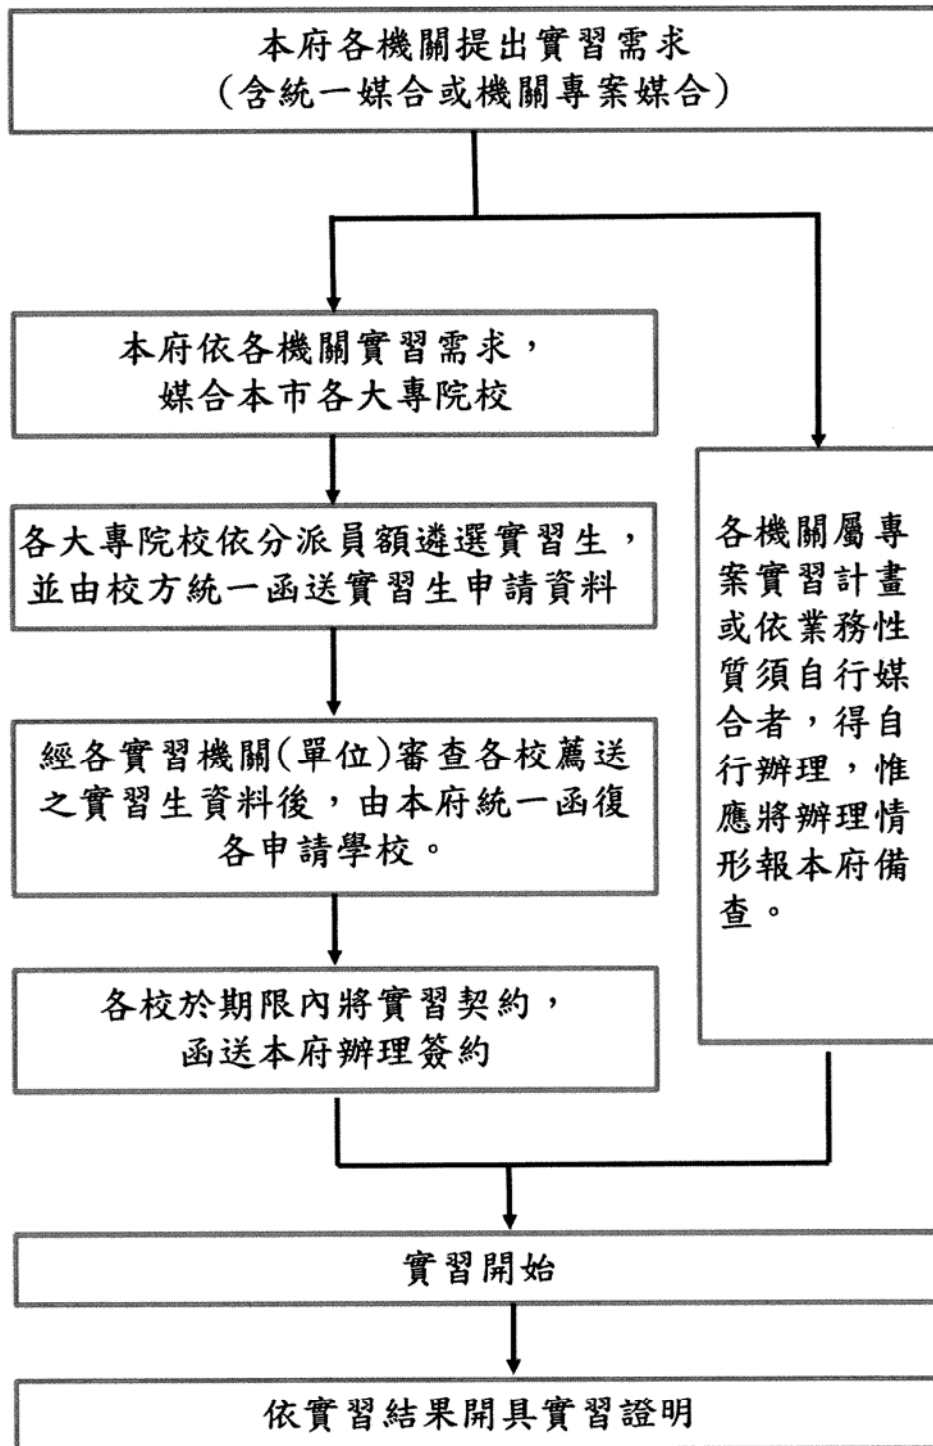 本府各機關提出實習需求
(含統一媒合或機關專案媒合)
本府依各機關實習需求，
媒合本市各大專院校
各大專院校依分派員額遴選實習生，
並由校方統一函送實習生申請資料
經各實習機關(單位)審查各校薦送
之實習生資料後，由本府統一函復
各申請學校。
各校於期限內將實習契約，
函送本府辦理簽約
各機關屬專
案實習計畫
或依業務性
質須自行媒
合者，得自
行辦理，惟
應將辦理情
形報本府備
查。
實習開始
依實習結果開具實習證明